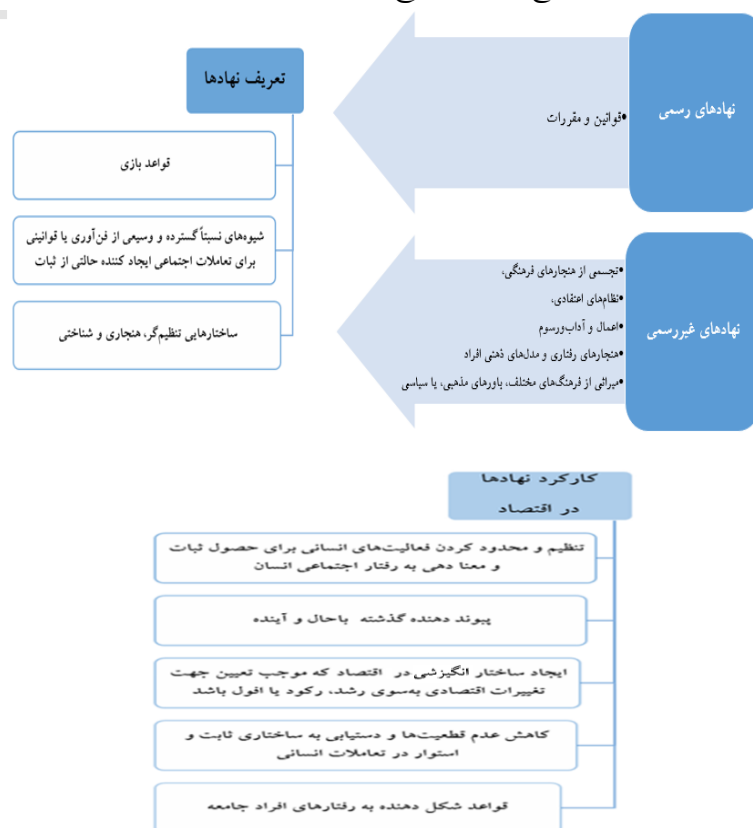 نهادهای رسمی
•قوانین و مقررات
نهادهای غیررسمی
•تجسمی از هنجارهای فرهنگی،
•نظام‌های اعتقادی،
•اعمال و آداب‌ورسوم
•هنجارهای رفتاری و مدل‌های ذهنی افراد
•میراثی از فرهنگ‌های مختلف، باورهای مذهبی، یا سیاسی
تعریف نهادها
قواعد بازی
شیوه‌های نسبتاً گسترده و وسیعی از فن‌آوری یا قوانینی
برای تعاملات اجتماعی ایجاد کننده حالتی از ثبات
ساختارهایی تنظیم‌گر، هنجاری و شناختی
کارکرد نهادها
در اقتصاد
تنظیم و محدود کردن فعالیت‌های انسانی برای حصول ثبات
و معنا دهی به رفتار اجتماعی انسان
پیوند دهنده گذشته باحال و آینده
ایجاد ساختار انگیزشی در اقتصاد که موجب تعیین جهت
تغییرات اقتصادی به‌سوی رشد، رکود یا افول باشد
کاهش عدم قطعیت‌ها و دستیابی به ساختاری ثابت و
استوار در تعاملات انسانی
قواعد شکل دهنده به رفتارهای افراد جامعه